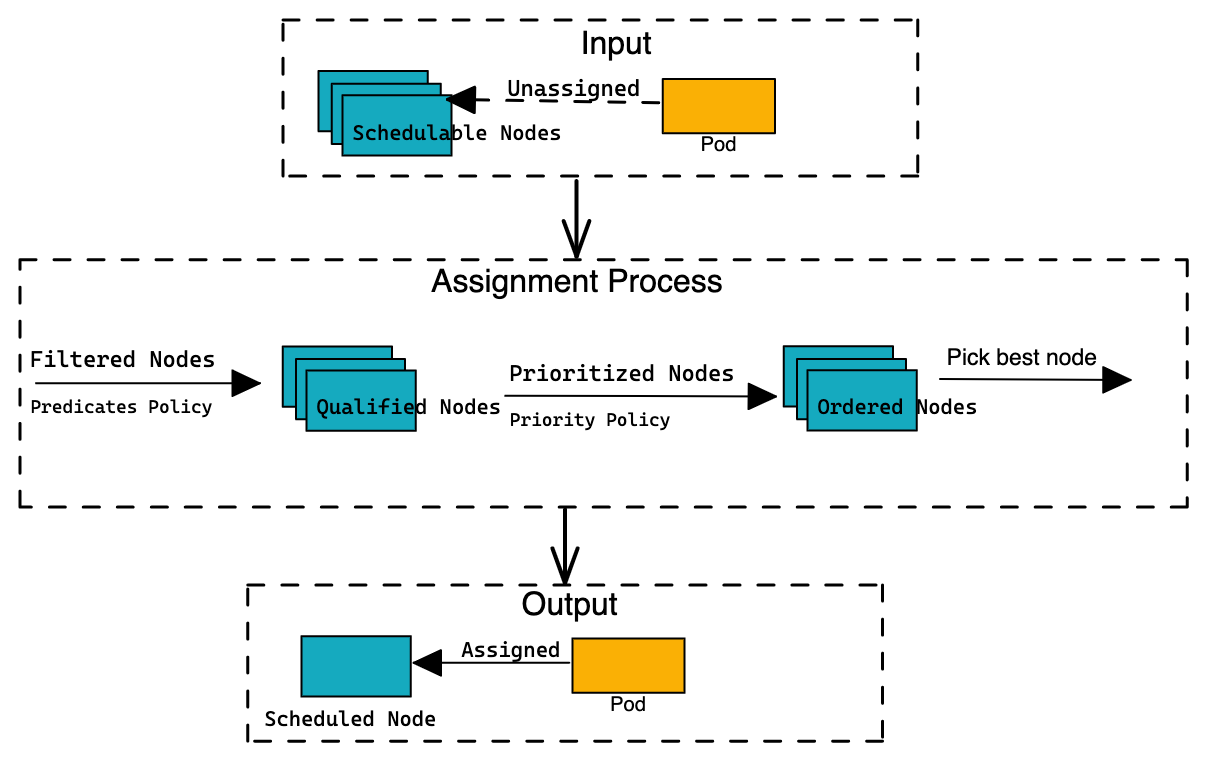 Input
Unassigned
Schedulable Nodes
Pod
Assignment Process
Filtered Nodes
Predicates Policy
Qualified Nodes
Prioritized Nodes
Priority Policy
Ordered Nodes
Pick best node
Output
Assigned
Scheduled Node
Pod